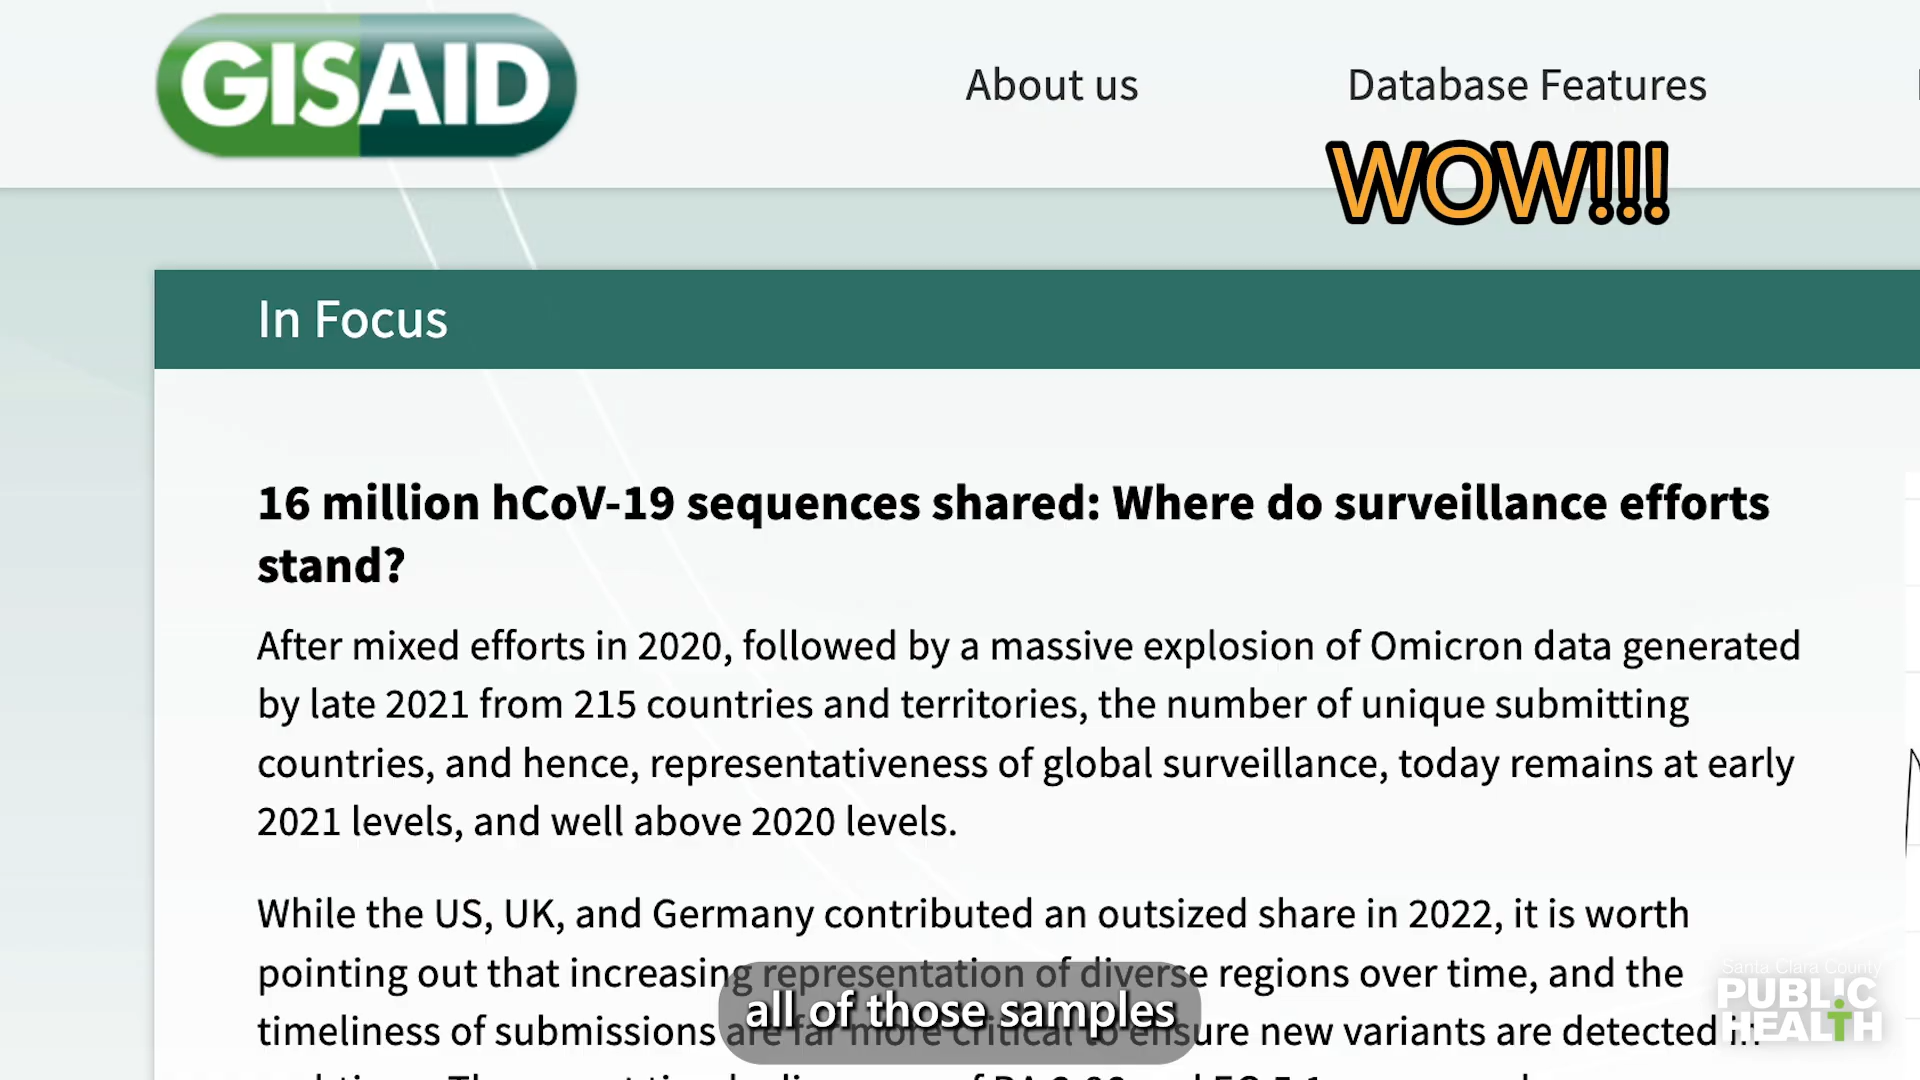 GISAID
About us
Database Features
WOW!!!
In Focus
16 million hCoV-19 sequences shared: Where do surveillance efforts
stand?
After mixed efforts in 2020, followed by a massive explosion of Omicron data generated
by late 2021 from 215 countries and territories, the number of unique submitting
countries, and hence, representativeness of global surveillance, today remains at early
2021 levels, and well above 2020 levels.
While the US, UK, and Germany contributed an outsized share in 2022, it is worth
pointing out that increasing representation of diverse regions over time, and the
timeliness of submissions are far more critical to ensure new variants are detected
all of those samples
Santa Clara County
PUBLIC
HEALTH